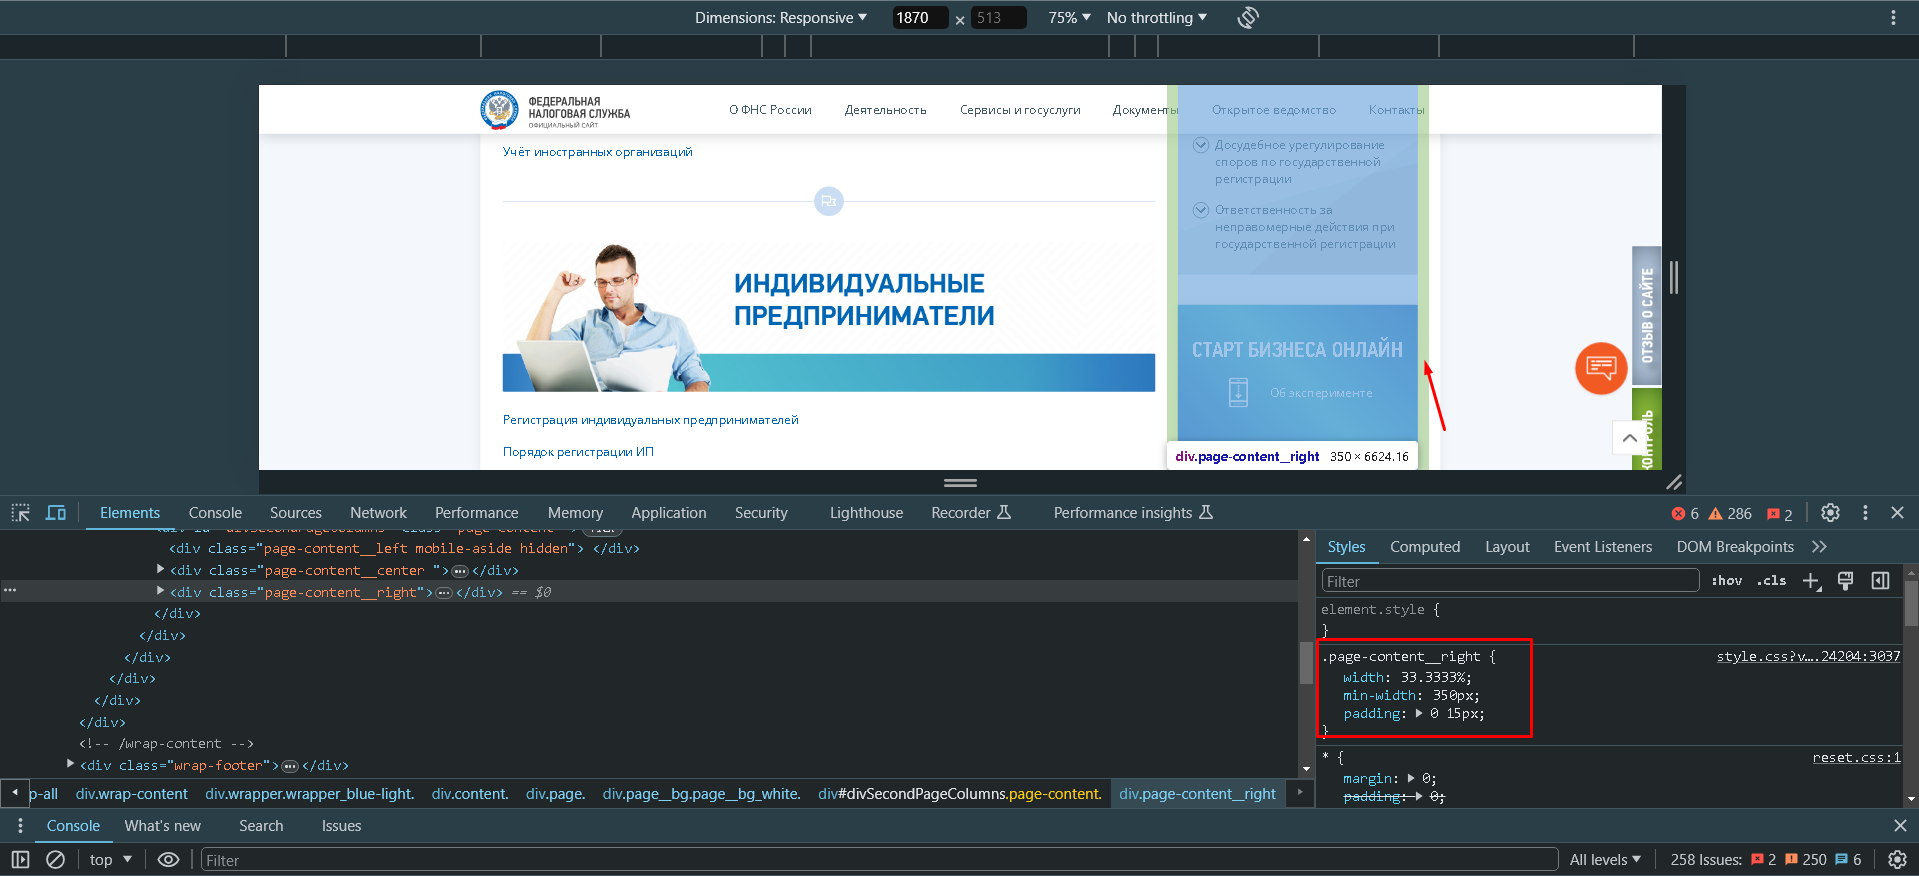 Dimensions: Responsive ▼ 1870 × 513 75% ▼ No throttling ▼
ФЕДЕРАЛЬНАЯ
НАЛОГОВАЯ СЛУЖБА
ОФИЦИАЛЬНЫЙ САЙТ
О ФНС России Деятельность Сервисы и госуслуги Документы Открытое ведомство Контакты
Учёт иностранных организаций
Досудебное урегулирование
споров по государственной
регистрации
Ответственность за
неправомерные действия при
государственной регистрации
ИНДИВИДУАЛЬНЫЕ
ПРЕДПРИНИМАТЕЛИ
СТАРТ БИЗНЕСА ОНЛАЙН
Об эксперименте
Регистрация индивидуальных предпринимателей
Порядок регистрации ИП
div.page-content__right 350 × 6624.16
ОТЗЫВ О САЙТЕ
КОНТРОЛЬ
Elements Console Sources Network Performance Memory Application Security Lighthouse Recorder Performance insights 6 286 2
<div class="page-content__left mobile-aside hidden"> </div>
<div class="page-content__center ">…</div>
<div class="page-content__right">…</div> == $0
</div>
</div>
</div>
</div>
</div>
</div>
<!-- /wrap-content -->
<div class="wrap-footer">…</div>
p-all div.wrap-content div.wrapper.wrapper_blue-light. div.content. div.page. div.page__bg.page__bg_white. div#divSecondPageColumns.page-content. div.page-content__right
Styles Computed Layout Event Listeners DOM Breakpoints
Filter :hov .cls
element.style {
}
.page-content__right { style.css?v….24204:3037
width: 33.3333%;
min-width: 350px;
padding: ▶ 0 15px;
}
* { reset.css:1
margin: ▶ 0;
padding: ▶ 0;
Console What's new Search Issues
top ▼ Filter All levels ▼ 258 Issues: 2 250 6